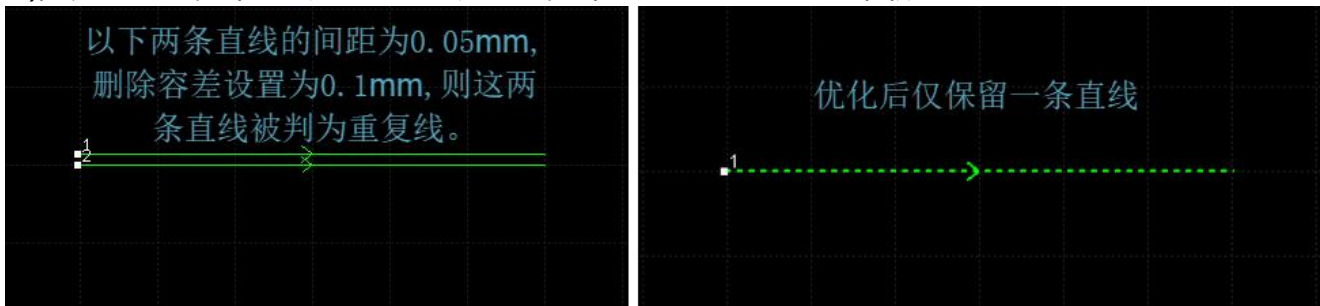 以下两条直线的间距为0.05mm,
删除容差设置为0.1mm,则这两
条直线被判为重复线。
1
2
优化后仅保留一条直线
1